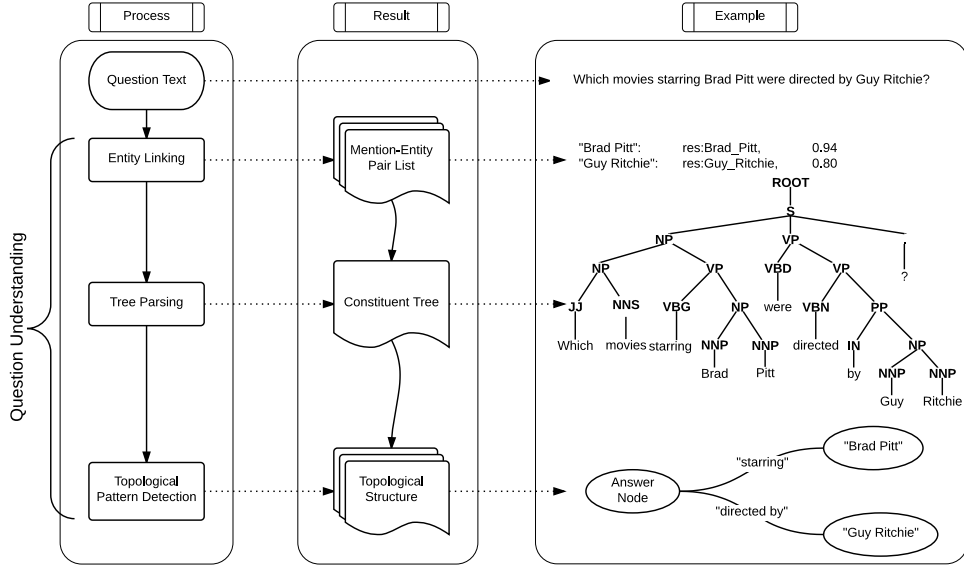 Process
Result
Example
Question Text
Which movies starring Brad Pitt were directed by Guy Ritchie?
Question Understanding
Entity Linking
Mention-Entity
Pair List
"Brad Pitt": res:Brad_Pitt, 0.94
"Guy Ritchie": res:Guy_Ritchie, 0.80
ROOT
S
NP VP .
NP VP VBD VP ?
JJ NNS VBG NP were VBN PP
Which movies starring NNP NNP directed IN NP
Brad Pitt by NNP NNP
Guy Ritchie
Tree Parsing
Constituent Tree
Topological
Pattern Detection
Topological
Structure
Answer
Node
"starring"
"Brad Pitt"
"directed by"
"Guy Ritchie"